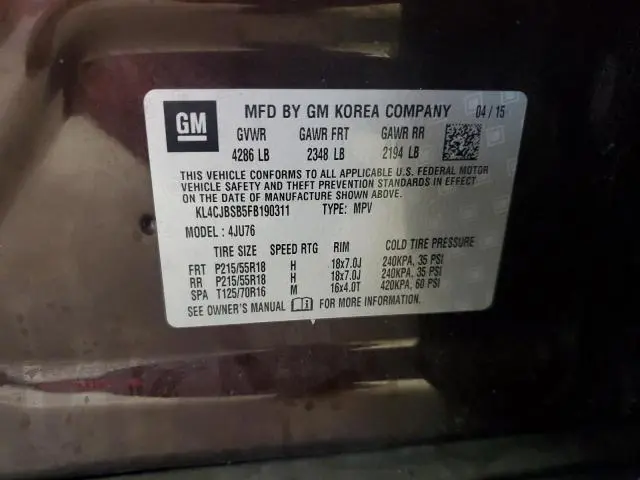 GM
MFD BY GM KOREA COMPANY 04/15
GVWR GAWR FRT GAWR RR
4286 LB 2348 LB 2194 LB
THIS VEHICLE CONFORMS TO ALL APPLICABLE U.S. FEDERAL MOTOR
VEHICLE SAFETY AND THEFT PREVENTION STANDARDS IN EFFECT
ON THE DATE OF MANUFACTURE SHOWN ABOVE.
KL4CJBSB5FB190311 TYPE: MPV
MODEL: 4JU76
TIRE SIZE SPEED RTG RIM COLD TIRE PRESSURE
FRT P215/55R18 H 18x7.0J 240KPA, 35 PSI
RR P215/55R18 H 18x7.0J 240KPA, 35 PSI
SPA T125/70R16 M 16x4.0T 420KPA, 60 PSI
SEE OWNER'S MANUAL FOR MORE INFORMATION.